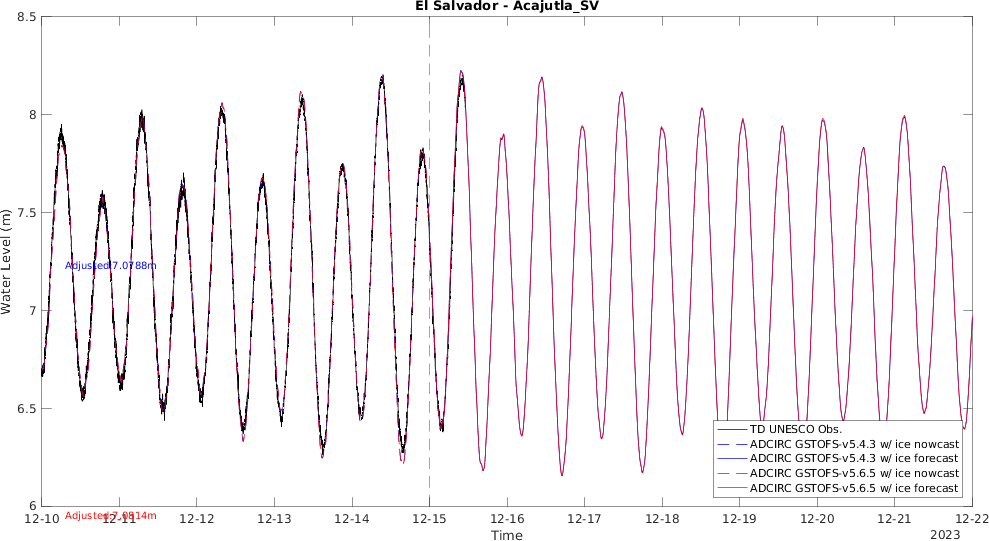 El Salvador - Acajutla_SV
8.5
8
7.5
7
6.5
6
Water Level (m)
Adjusted:7.0788m
Adjusted:7.0814m
TD UNESCO Obs.
ADCIRC GSTOFS-v5.4.3 w/ ice nowcast
ADCIRC GSTOFS-v5.4.3 w/ ice forecast
ADCIRC GSTOFS-v5.6.5 w/ ice nowcast
ADCIRC GSTOFS-v5.6.5 w/ ice forecast
12-10 12-11 12-12 12-13 12-14 12-15 12-16 12-17 12-18 12-19 12-20 12-21 12-22
Time
2023